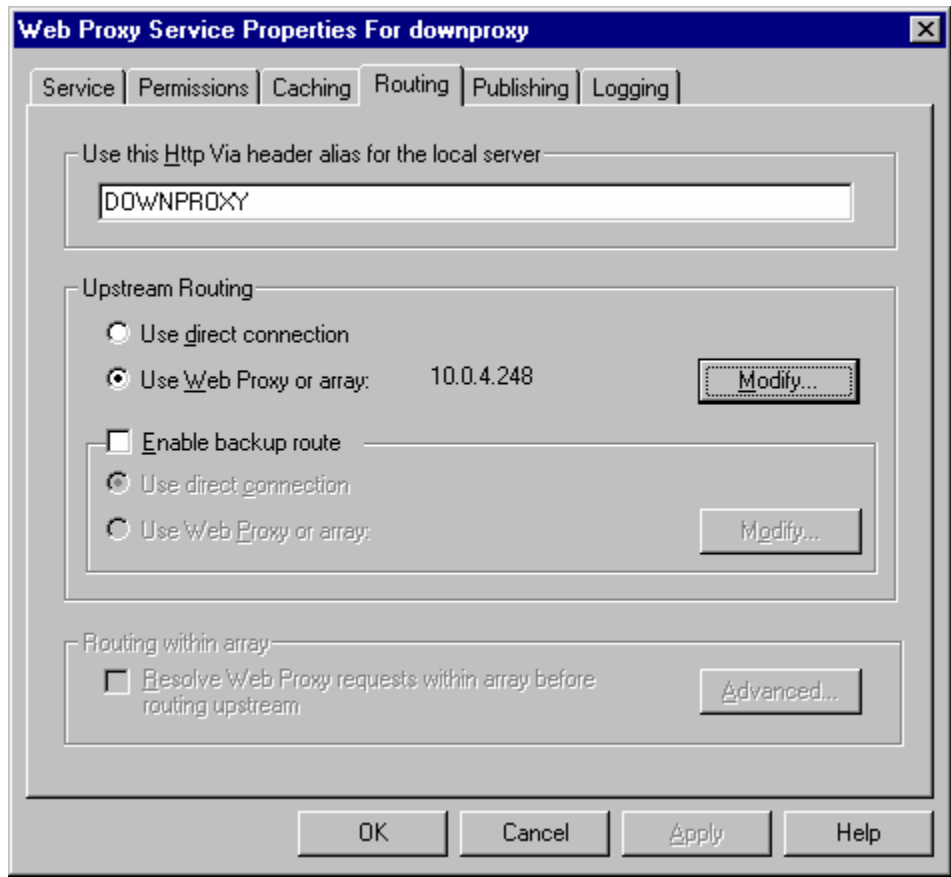 Web Proxy Service Properties For downproxy
Service Permissions Caching Routing Publishing Logging
Use this Http Via header alias for the local server
DOWNPROXY
Upstream Routing
Use direct connection
Use Web Proxy or array: 10.0.4.248 Modify...
Enable backup route
Use direct connection
Use Web Proxy or array: Modify...
Routing within array
Resolve Web Proxy requests within array before
routing upstream
Advanced...
OK Cancel Apply Help